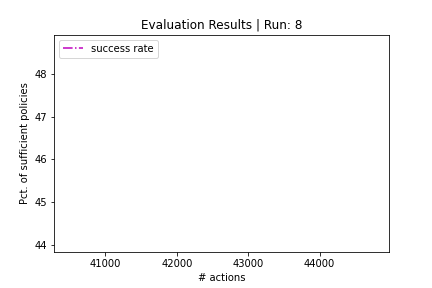 Evaluation Results | Run: 8
success rate
Pct. of sufficient policies
48
47
46
45
44
41000 42000 43000 44000
# actions